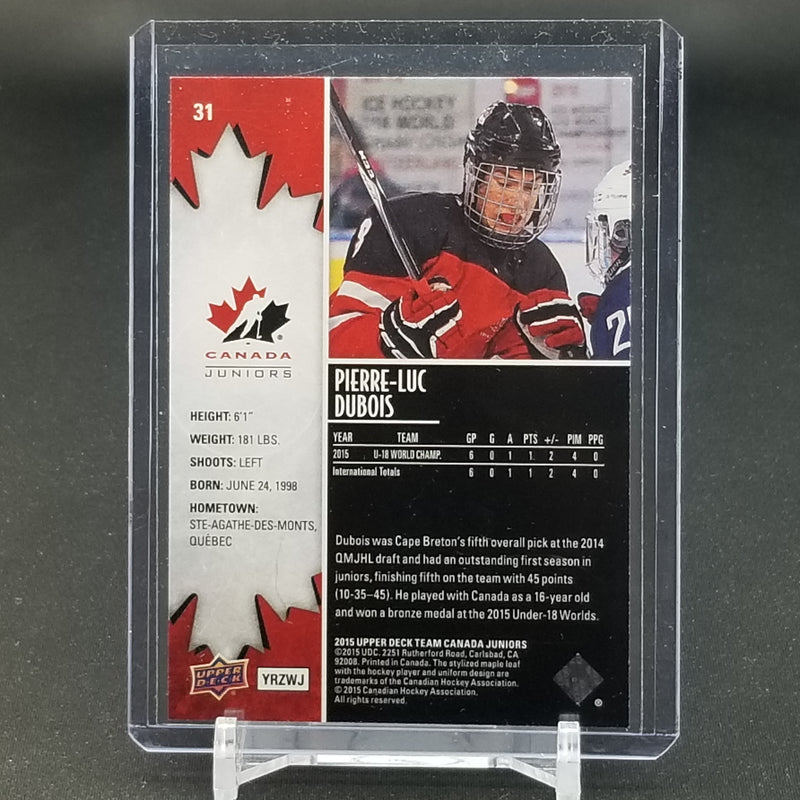 31
ICE HOCKEY
WORLD
CANADA
JUNIORS
HEIGHT: 6'1"
WEIGHT: 181 LBS.
SHOOTS: LEFT
BORN: JUNE 24, 1998
HOMETOWN:
STE-AGATHE-DES-MONTS,
QUÉBEC
UPPER
DECK
YRZWJ
PIERRE-LUC
DUBOIS
YEAR TEAM GP G A PTS +/- PIM PPG
2015 U-18 WORLD CHAMP. 6 0 1 1 2 4 0
International Totals 6 0 1 1 2 4 0
Dubois was Cape Breton's fifth overall pick at the 2014
QMJHL draft and had an outstanding first season in
juniors, finishing fifth on the team with 45 points
(10-35–45). He played with Canada as a 16-year old
and won a bronze medal at the 2015 Under-18 Worlds.
2015 UPPER DECK TEAM CANADA JUNIORS
©2015 UDC. 2251 Rutherford Road, Carlsbad, CA
92008. Printed in Canada. The stylized maple leaf
with the hockey player and uniform design are
trademarks of the Canadian Hockey Association.
© 2015 Canadian Hockey Association.
All rights reserved.
®